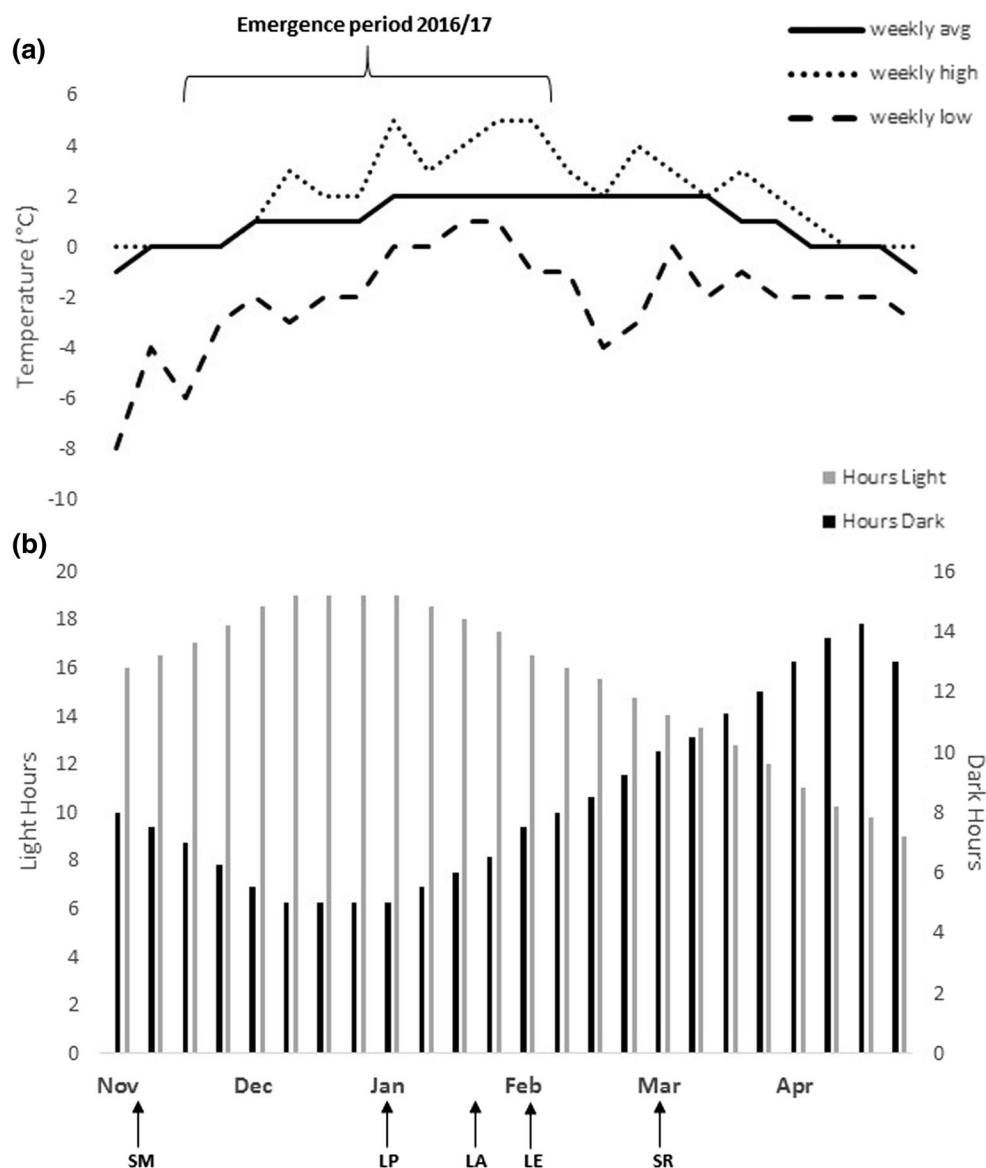 Emergence period 2016/17
(a)
weekly avg
weekly high
weekly low
6
4
2
0
-2
-4
-6
-8
-10
Temperature (°C)
Hours Light
Hours Dark
(b)
20
18
16
14
12
10
8
6
4
2
0
Light Hours
16
14
12
10
8
6
4
2
0
Dark Hours
Nov Dec Jan Feb Mar Apr
SM LP LA LE SR